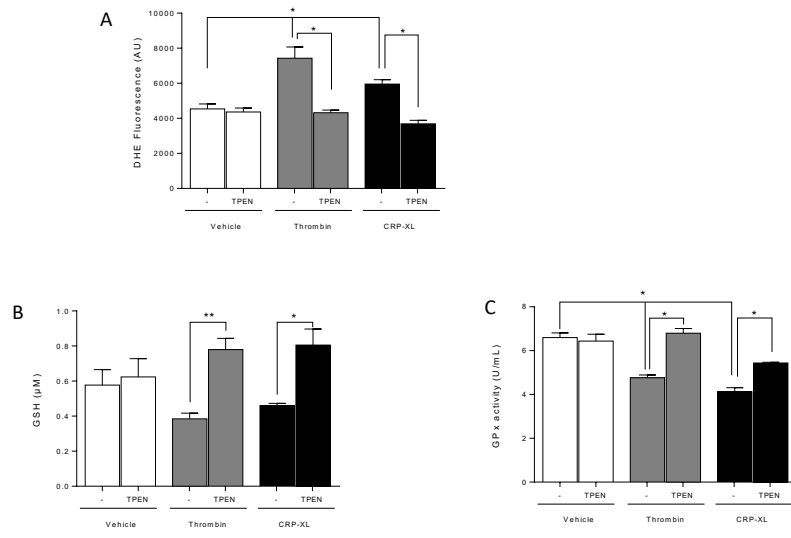 A
*
* *
DHE Fluorescence (AU)
10000
8000
6000
4000
2000
0
- TPEN - TPEN - TPEN
Vehicle Thrombin CRP-XL
B
** *
GSH (µM)
1.0
0.8
0.6
0.4
0.2
0.0
- TPEN - TPEN - TPEN
Vehicle Thrombin CRP-XL
C
*
* *
GPx activity (U/mL)
8
6
4
2
0
- TPEN - TPEN - TPEN
Vehicle Thrombin CRP-XL